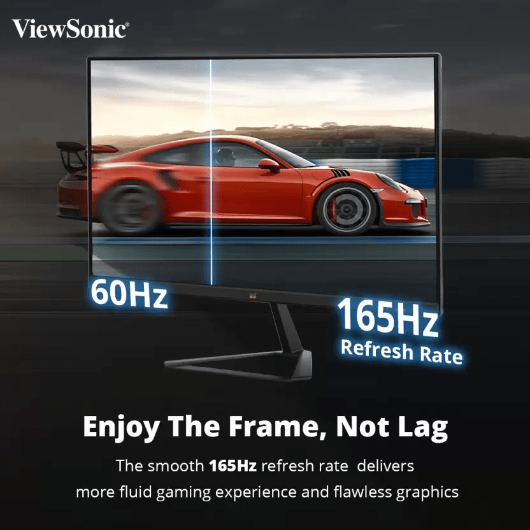 ViewSonic®
60Hz
165Hz
Refresh Rate
Enjoy The Frame, Not Lag
The smooth 165Hz refresh rate delivers
more fluid gaming experience and flawless graphics